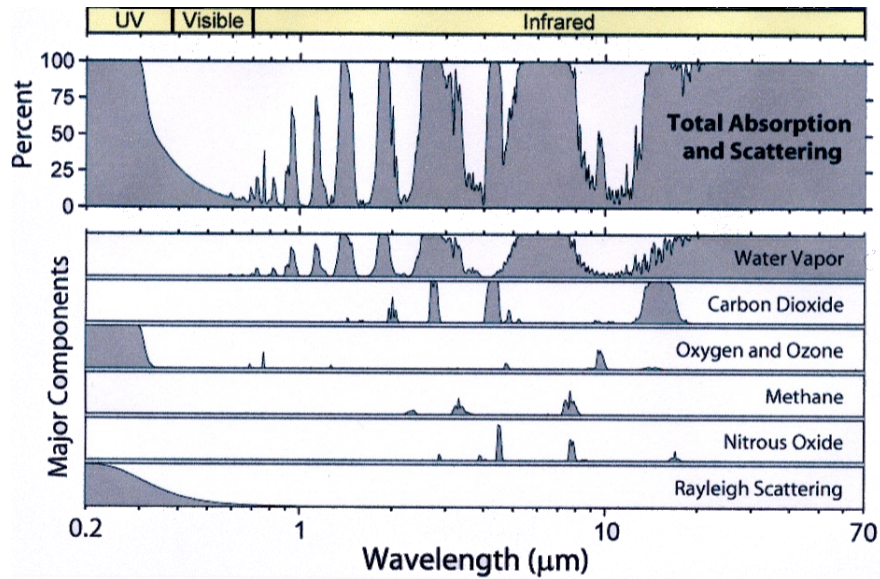 UV Visible Infrared
100
75
50
25
0
Percent
Total Absorption
and Scattering
Major Components
Water Vapor
Carbon Dioxide
Oxygen and Ozone
Methane
Nitrous Oxide
Rayleigh Scattering
0.2 1 10 70
Wavelength (μm)